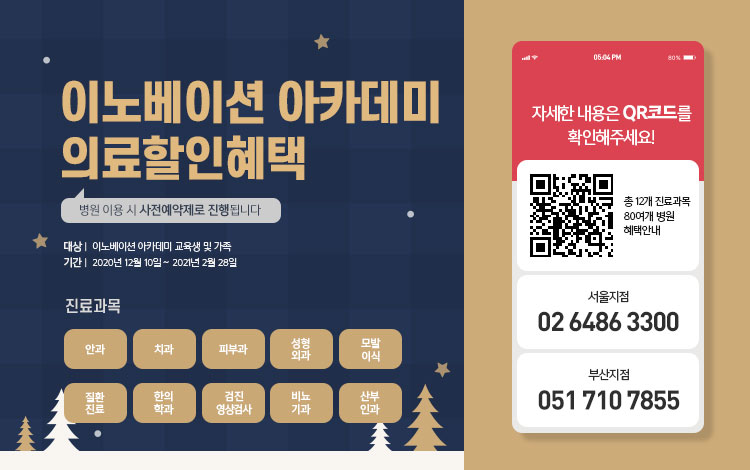 이노베이션 아카데미
의료할인혜택
병원 이용 시 사전예약제로 진행됩니다
대상 | 이노베이션 아카데미 교육생 및 가족
기간 | 2020년 12월 10일 ~ 2021년 2월 28일
진료과목
안과
치과
피부과
성형
외과
모발
이식
질환
진료
한의
학과
검진
영상검사
비뇨
기과
산부
인과
05:04 PM
80%
자세한 내용은 QR코드를
확인해주세요!
총 12개 진료과목
80여개 병원
혜택안내
서울지점
02 6486 3300
부산지점
051 710 7855